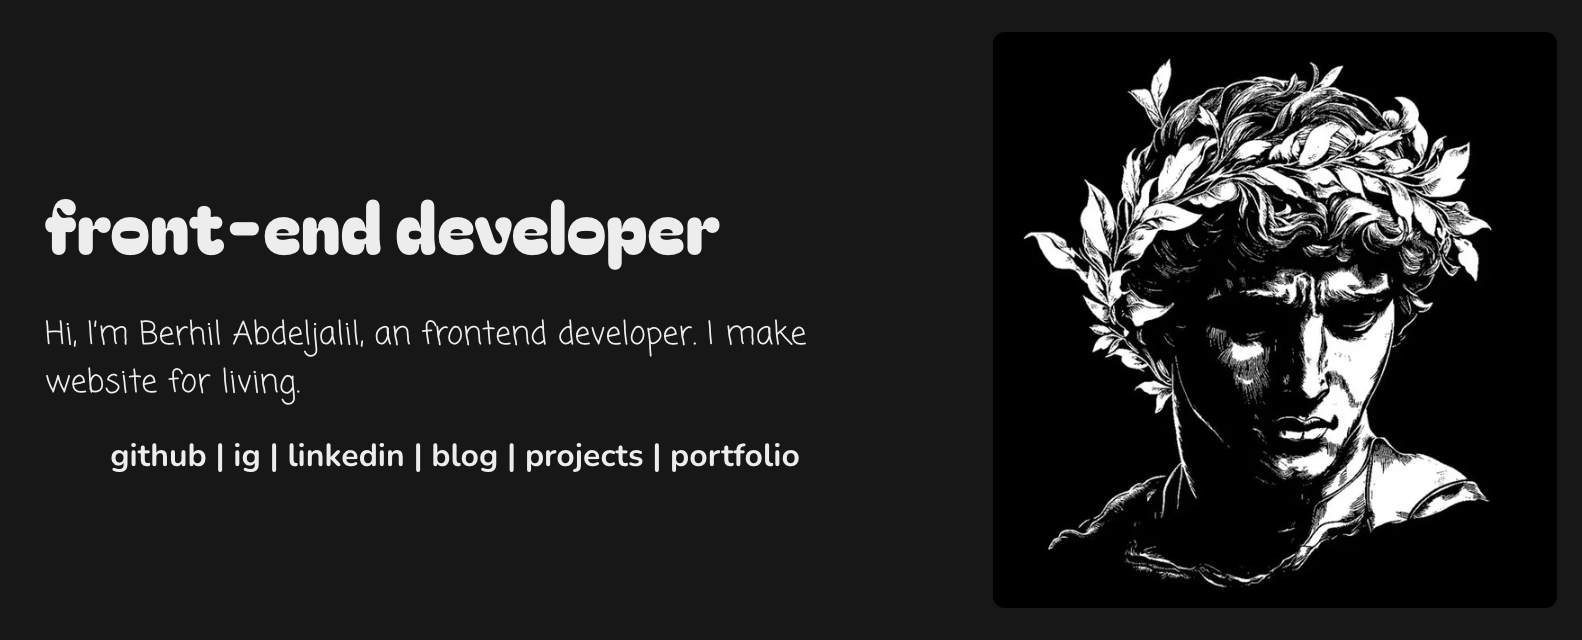 front-end developer
Hi, I'm Berhil Abdeljalil, an frontend developer. I make
website for living.
github | ig | linkedin | blog | projects | portfolio